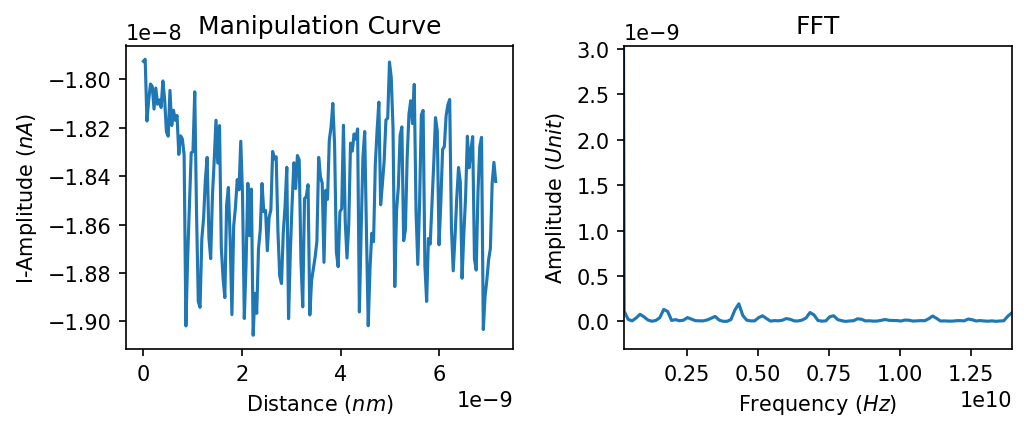 Manipulation Curve
1e−8
−1.80
−1.82
−1.84
−1.86
−1.88
−1.90
I-Amplitude (nA)
0
2
4
6
1e−9
Distance (nm)
FFT
1e−9
3.0
2.5
2.0
1.5
1.0
0.5
0.0
Amplitude (Unit)
0.25
0.50
0.75
1.00
1.25
1e10
Frequency (Hz)